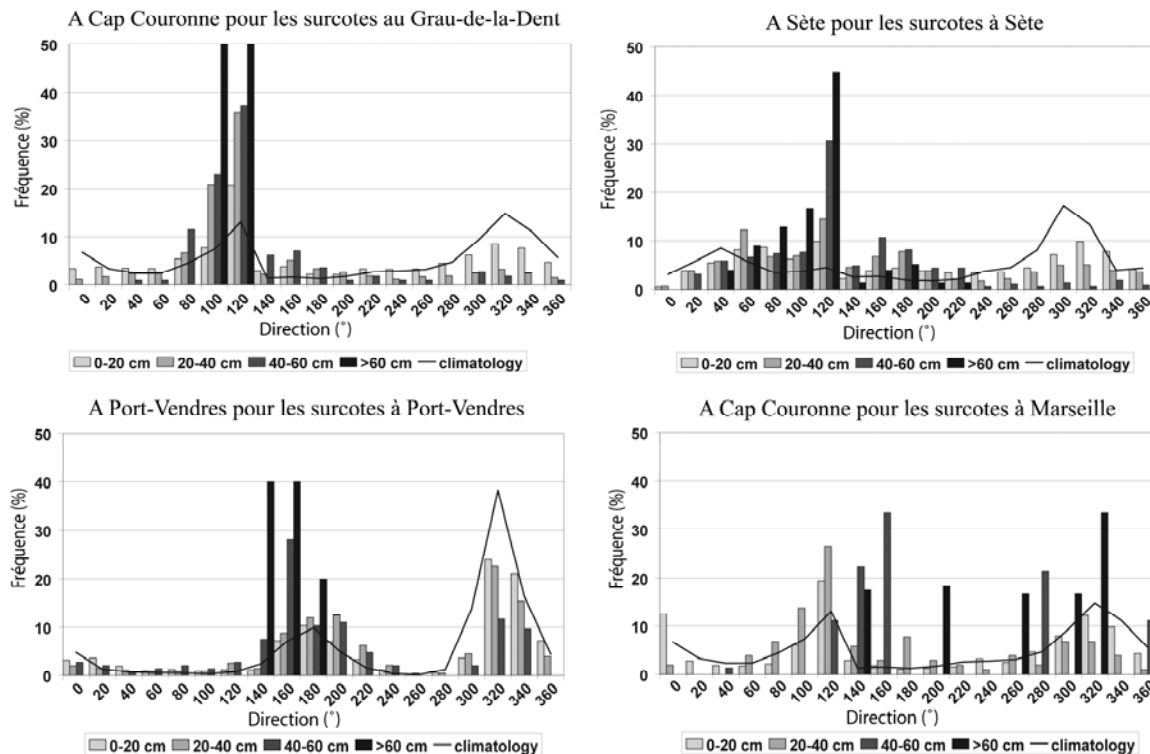 A Cap Couronne pour les surcotes au Grau-de-la-Dent
50
40
30
20
10
0
Fréquence (%)
0 20 40 60 80 100 120 140 160 180 200 220 240 260 280 300 320 340 360
Direction (°)
0-20 cm 20-40 cm 40-60 cm >60 cm climatology
A Sète pour les surcotes à Sète
50
40
30
20
10
0
Fréquence (%)
0 20 40 60 80 100 120 140 160 180 200 220 240 260 280 300 320 340 360
Direction (°)
0-20 cm 20-40 cm 40-60 cm >60 cm climatology
A Port-Vendres pour les surcotes à Port-Vendres
50
40
30
20
10
0
Fréquence (%)
0 20 40 60 80 100 120 140 160 180 200 220 240 260 280 300 320 340 360
Direction (°)
0-20 cm 20-40 cm 40-60 cm >60 cm climatology
A Cap Couronne pour les surcotes à Marseille
50
40
30
20
10
0
Fréquence (%)
0 20 40 60 80 100 120 140 160 180 200 220 240 260 280 300 320 340 360
Direction (°)
0-20 cm 20-40 cm 40-60 cm >60 cm climatology